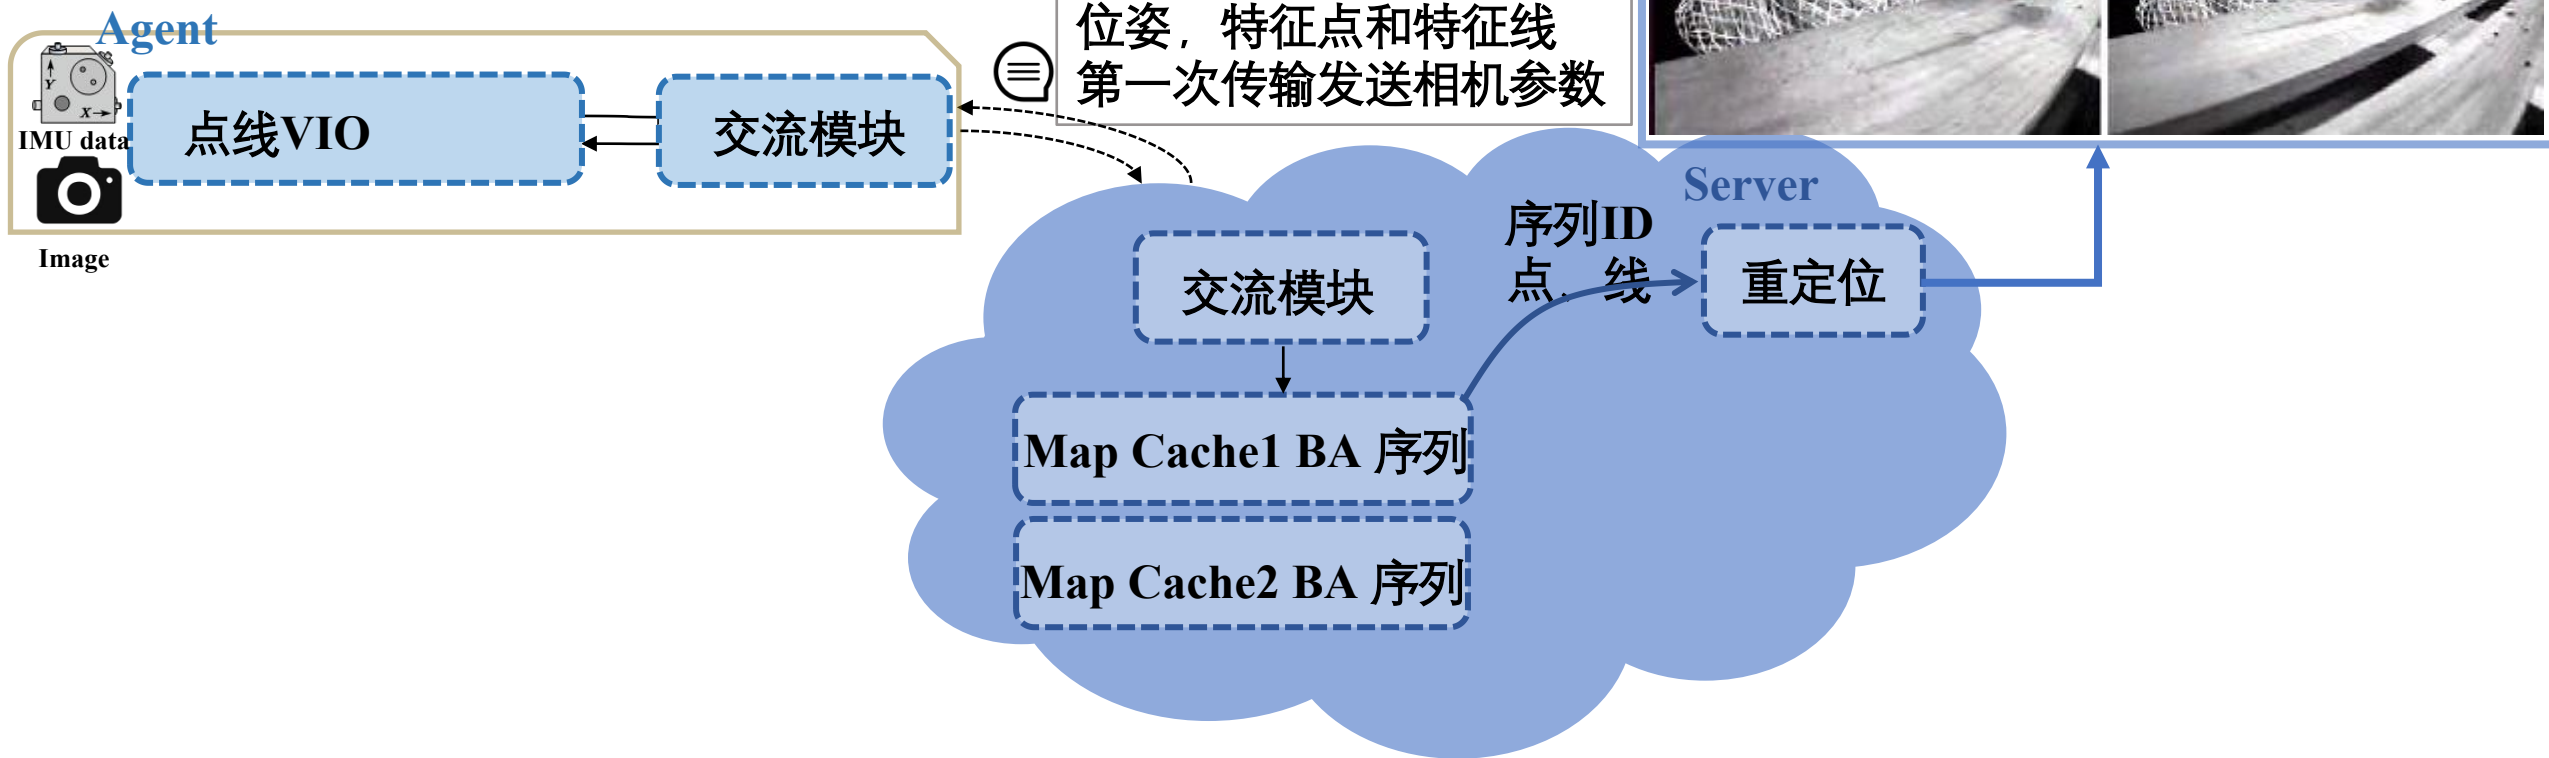 Agent
Y
X
IMU data
Image
点线VIO
交流模块
位姿，特征点和特征线
第一次传输发送相机参数
Server
交流模块
序列ID
点、线
重定位
Map Cache1 BA 序列
Map Cache2 BA 序列